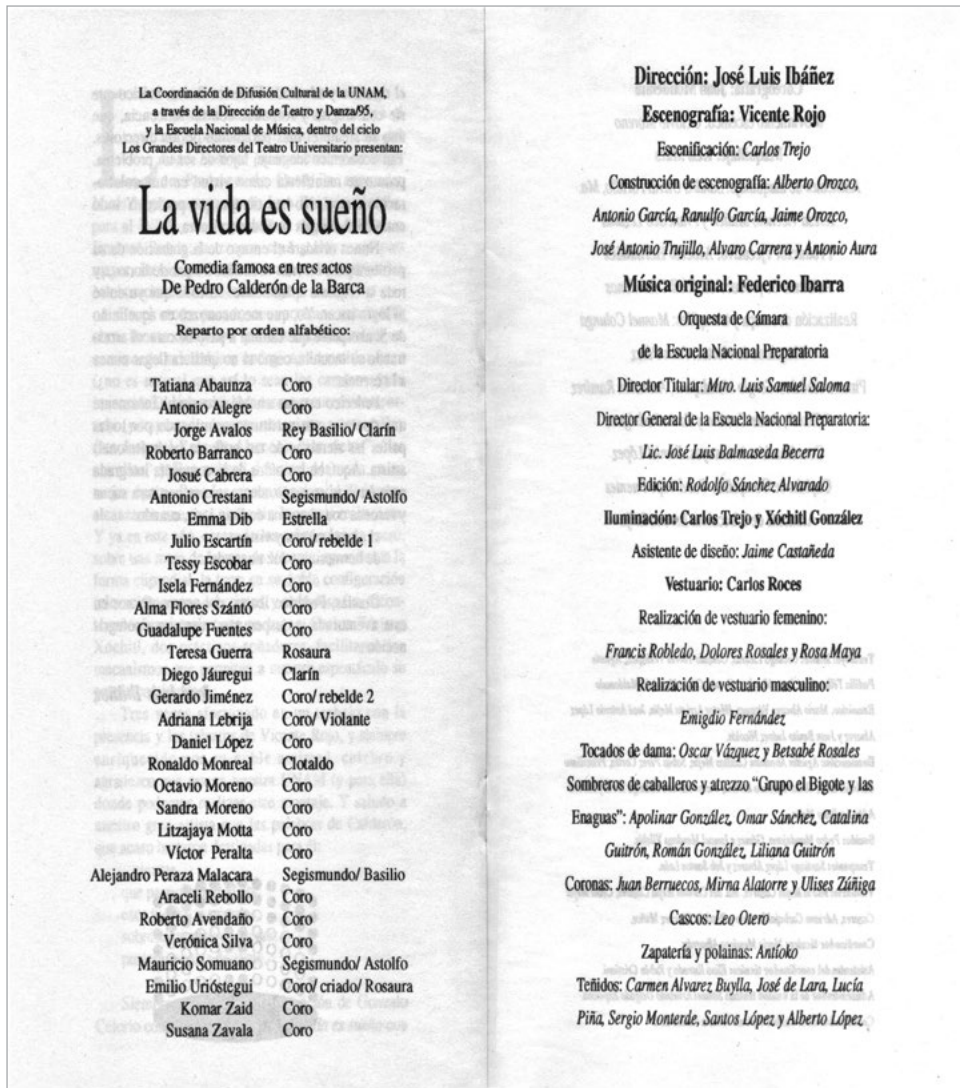 La Coordinación de Difusión Cultural de la UNAM,
a través de la Dirección de Teatro y Danza/95,
y la Escuela Nacional de Música, dentro del ciclo
Los Grandes Directores del Teatro Universitario presentan:
La vida es sueño
Comedia famosa en tres actos
De Pedro Calderón de la Barca
Reparto por orden alfabético:
Tatiana Abaunza Coro
Antonio Alegre Coro
Jorge Avalos Rey Basilio/ Clarín
Roberto Barranco Coro
Josué Cabrera Coro
Antonio Crestani Segismundo/ Astolfo
Emma Dib Estrella
Julio Escartín Coro/ rebelde 1
Tessy Escobar Coro
Isela Fernández Coro
Alma Flores Szántó Coro
Guadalupe Fuentes Coro
Teresa Guerra Rosaura
Diego Jáuregui Clarín
Gerardo Jiménez Coro/ rebelde 2
Adriana Lebrija Coro/ Violante
Daniel López Coro
Ronaldo Monreal Clotaldo
Octavio Moreno Coro
Sandra Moreno Coro
Litzajaya Motta Coro
Víctor Peralta Coro
Alejandro Peraza Malacara Segismundo/ Basilio
Araceli Rebollo Coro
Roberto Avendaño Coro
Verónica Silva Coro
Mauricio Somuano Segismundo/ Astolfo
Emilio Urióstegui Coro/ criado/ Rosaura
Komar Zaid Coro
Susana Zavala Coro
Dirección: José Luis Ibáñez
Escenografía: Vicente Rojo
Escenificación: Carlos Trejo
Construcción de escenografía: Alberto Orozco,
Antonio García, Ranulfo García, Jaime Orozco,
José Antonio Trujillo, Alvaro Carrera y Antonio Aura
Música original: Federico Ibarra
Orquesta de Cámara
de la Escuela Nacional Preparatoria
Director Titular: Mtro. Luis Samuel Saloma
Director General de la Escuela Nacional Preparatoria:
Lic. José Luis Balmaseda Becerra
Edición: Rodolfo Sánchez Alvarado
Iluminación: Carlos Trejo y Xóchitl González
Asistente de diseño: Jaime Castañeda
Vestuario: Carlos Roces
Realización de vestuario femenino:
Francis Robledo, Dolores Rosales y Rosa Maya
Realización de vestuario masculino:
Emigdio Fernández
Tocados de dama: Oscar Vázquez y Betsabé Rosales
Sombreros de caballeros y atrezzo "Grupo el Bigote y las
Enaguas": Apolinar González, Omar Sánchez, Catalina
Guitrón, Román González, Liliana Guitrón
Coronas: Juan Berruecos, Mirna Alatorre y Ulises Zúñiga
Cascos: Leo Otero
Zapatería y polainas: Antíoko
Teñidos: Carmen Alvarez Buylla, José de Lara, Lucía
Piña, Sergio Monterde, Santos López y Alberto López